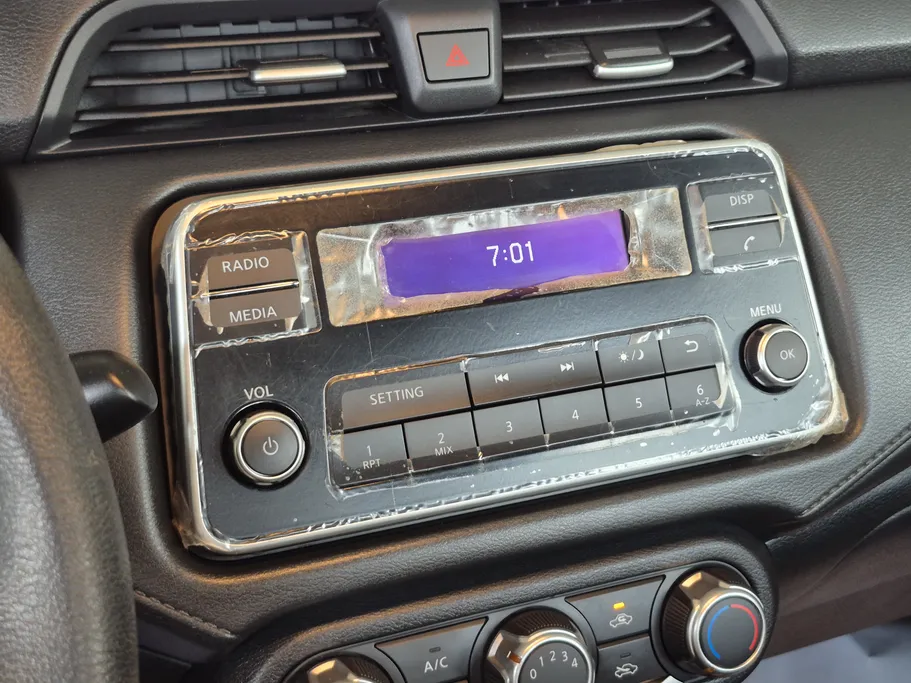 DISP
RADIO
7:01
MEDIA
MENU
OK
VOL
SETTING
1
RPT
2
MIX
3
4
5
6
A-Z
A/C
0 1 2 3 4